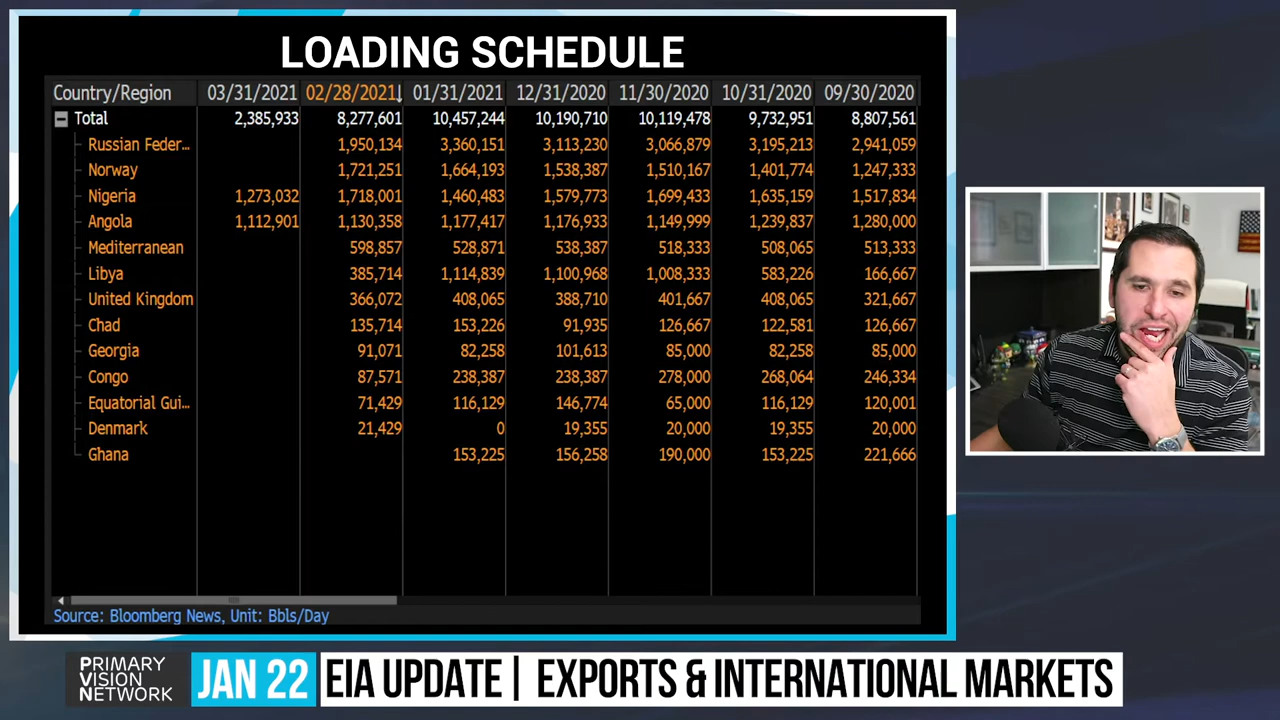 LOADING SCHEDULE
Country/Region 03/31/2021 02/28/2021↓ 01/31/2021 12/31/2020 11/30/2020 10/31/2020 09/30/2020
Total 2,385,933 8,277,601 10,457,244 10,190,710 10,119,478 9,732,951 8,807,561
Russian Feder... 1,950,134 3,360,151 3,113,230 3,066,879 3,195,213 2,941,059
Norway 1,721,251 1,664,193 1,538,387 1,510,167 1,401,774 1,247,333
Nigeria 1,273,032 1,718,001 1,460,483 1,579,773 1,699,433 1,635,159 1,517,834
Angola 1,112,901 1,130,358 1,177,417 1,176,933 1,149,999 1,239,837 1,280,000
Mediterranean 598,857 528,871 538,387 518,333 508,065 513,333
Libya 385,714 1,114,839 1,100,968 1,008,333 583,226 166,667
United Kingdom 366,072 408,065 388,710 401,667 408,065 321,667
Chad 135,714 153,226 91,935 126,667 122,581 126,667
Georgia 91,071 82,258 101,613 85,000 82,258 85,000
Congo 87,571 238,387 238,387 278,000 268,064 246,334
Equatorial Gui... 71,429 116,129 146,774 65,000 116,129 120,001
Denmark 21,429 0 19,355 20,000 19,355 20,000
Ghana 153,225 156,258 190,000 153,225 221,666
Source: Bloomberg News, Unit: Bbls/Day
PRIMARY
VISION
NETWORK
JAN 22 EIA UPDATE | EXPORTS & INTERNATIONAL MARKETS